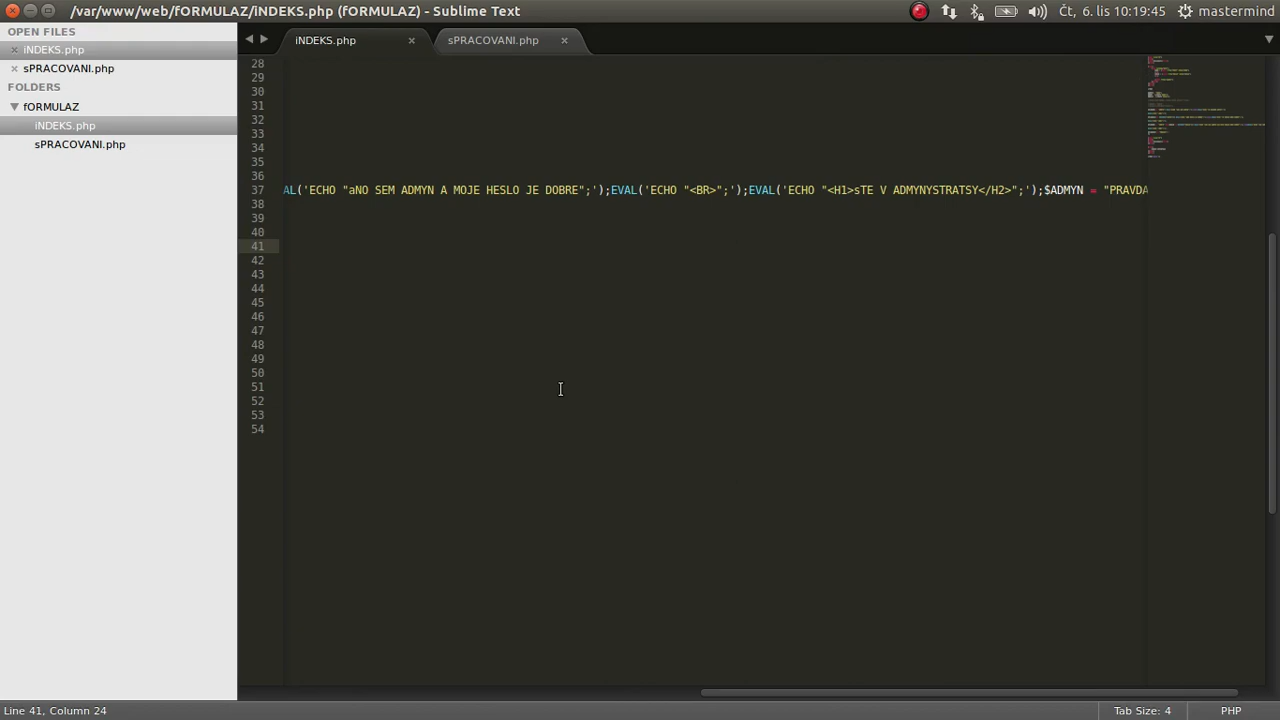 /var/www/web/fORMULAZ/iNDEKS.php (fORMULAZ) - Sublime Text
Čt, 6. lis 10:19:45
mastermind
OPEN FILES
iNDEKS.php
sPRACOVANI.php
FOLDERS
fORMULAZ
iNDEKS.php
sPRACOVANI.php
iNDEKS.php
sPRACOVANI.php
28
29
30
31
32
33
34
35
36
37 AL('ECHO "aNO SEM ADMYN A MOJE HESLO JE DOBRE";');EVAL('ECHO "<BR>";');EVAL('ECHO "<H1>sTE V ADMYNYSTRATSY</H2>";');$ADMYN = "PRAVDA
38
39
40
41
42
43
44
45
46
47
48
49
50
51
52
53
54
Line 41, Column 24
Tab Size: 4
PHP